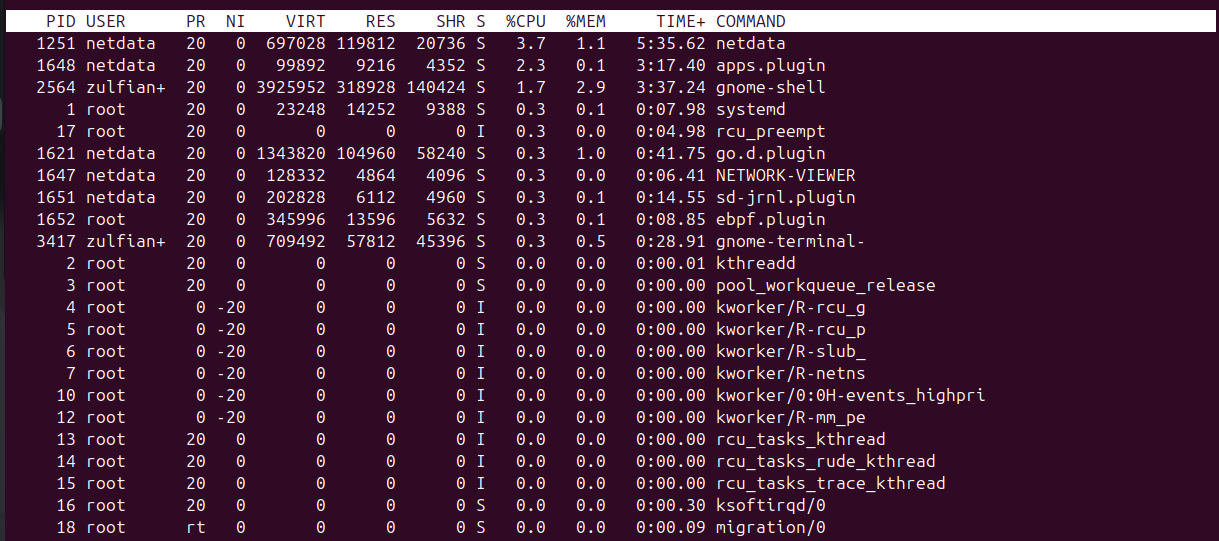 PID USER PR NI VIRT RES SHR S %CPU %MEM TIME+ COMMAND
1251 netdata 20 0 697028 119812 20736 S 3.7 1.1 5:35.62 netdata
1648 netdata 20 0 99892 9216 4352 S 2.3 0.1 3:17.40 apps.plugin
2564 zulfian+ 20 0 3925952 318928 140424 S 1.7 2.9 3:37.24 gnome-shell
1 root 20 0 23248 14252 9388 S 0.3 0.1 0:07.98 systemd
17 root 20 0 0 0 0 I 0.3 0.0 0:04.98 rcu_preempt
1621 netdata 20 0 1343820 104960 58240 S 0.3 1.0 0:41.75 go.d.plugin
1647 netdata 20 0 128332 4864 4096 S 0.3 0.0 0:06.41 NETWORK-VIEWER
1651 netdata 20 0 202828 6112 4960 S 0.3 0.1 0:14.55 sd-jrnl.plugin
1652 root 20 0 345996 13596 5632 S 0.3 0.1 0:08.85 ebpf.plugin
3417 zulfian+ 20 0 709492 57812 45396 S 0.3 0.5 0:28.91 gnome-terminal-
2 root 20 0 0 0 0 S 0.0 0.0 0:00.01 kthreadd
3 root 20 0 0 0 0 S 0.0 0.0 0:00.00 pool_workqueue_release
4 root 0 -20 0 0 0 I 0.0 0.0 0:00.00 kworker/R-rcu_g
5 root 0 -20 0 0 0 I 0.0 0.0 0:00.00 kworker/R-rcu_p
6 root 0 -20 0 0 0 I 0.0 0.0 0:00.00 kworker/R-slub_
7 root 0 -20 0 0 0 I 0.0 0.0 0:00.00 kworker/R-netns
10 root 0 -20 0 0 0 I 0.0 0.0 0:00.00 kworker/0:0H-events_highpri
12 root 0 -20 0 0 0 I 0.0 0.0 0:00.00 kworker/R-mm_pe
13 root 20 0 0 0 0 I 0.0 0.0 0:00.00 rcu_tasks_kthread
14 root 20 0 0 0 0 I 0.0 0.0 0:00.00 rcu_tasks_rude_kthread
15 root 20 0 0 0 0 I 0.0 0.0 0:00.00 rcu_tasks_trace_kthread
16 root 20 0 0 0 0 S 0.0 0.0 0:00.30 ksoftirqd/0
18 root rt 0 0 0 0 S 0.0 0.0 0:00.09 migration/0